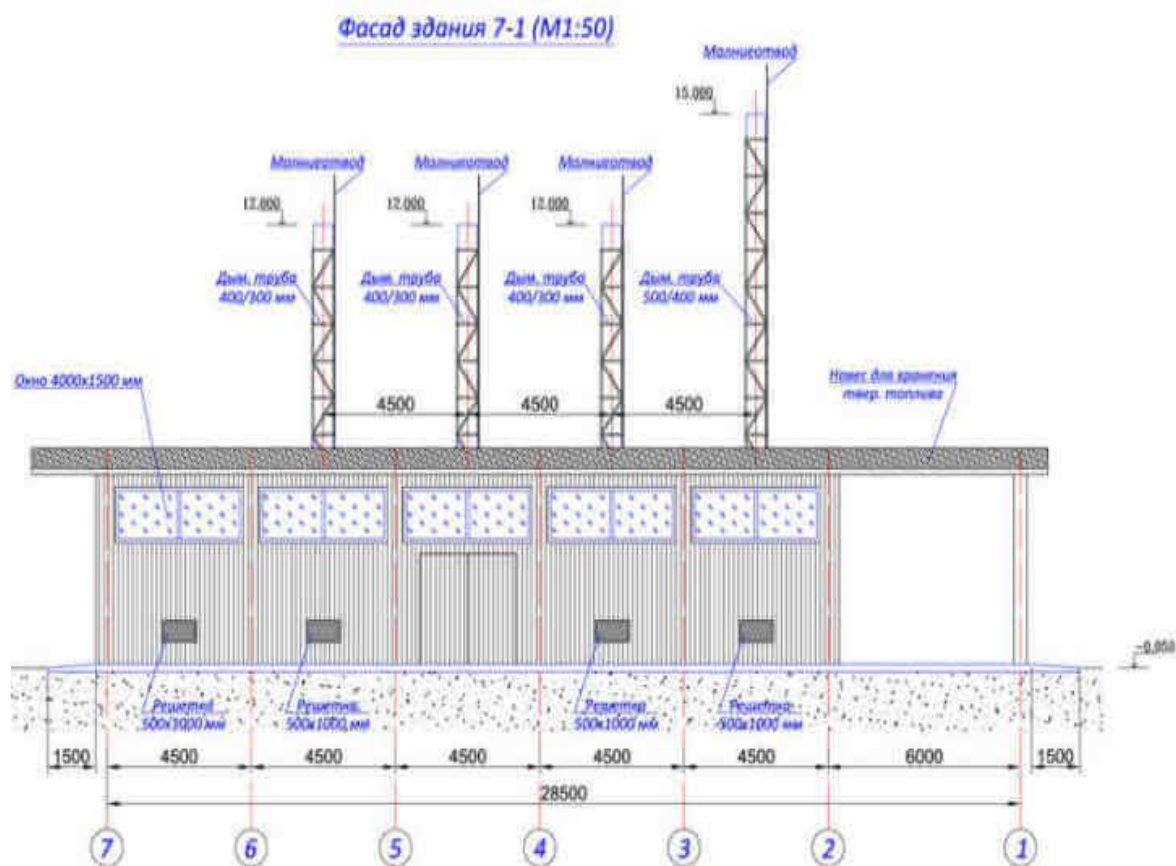 Фасад здания 7-1 (М1:50)
Молниеотвод
15.000
Молниеотвод
Молниеотвод
Молниеотвод
12.000
12.000
12.000
Дым. труба
400/300 мм
Дым. труба
400/300 мм
Дым. труба
400/300 мм
Дым. труба
500/400 мм
Окно 4000х1500 мм
Навес для хранения
твер. топлива
4500
4500
4500
-0.050
Решетка
500х1000 мм
Решетка
500х1000 мм
Решетка
500х1000 мм
Решетка
500х1000 мм
1500
4500
4500
4500
4500
4500
6000
1500
28500
7
6
5
4
3
2
1